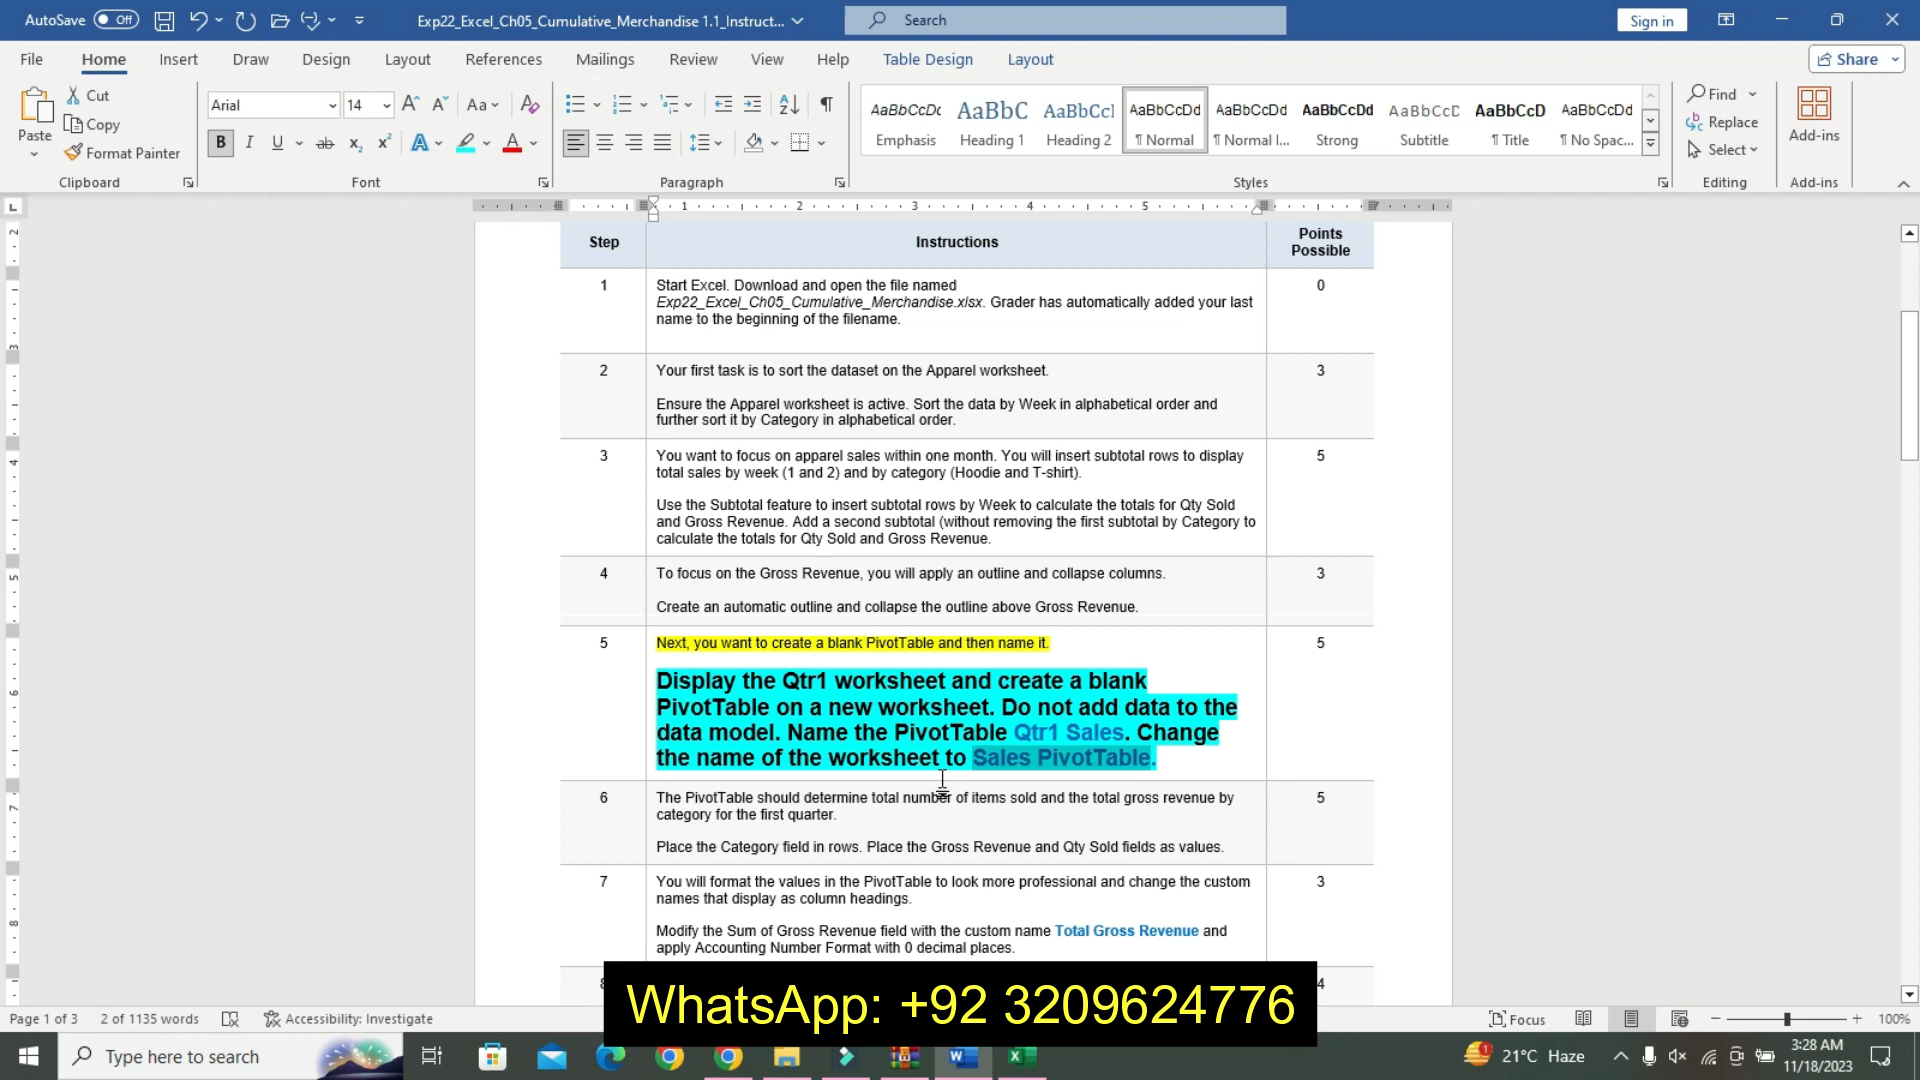 AutoSave Off Exp22_Excel_Ch05_Cumulative_Merchandise 1.1_Instruct... Search Sign in
File Home Insert Draw Design Layout References Mailings Review View Help Table Design Layout Share
Paste Cut Copy Format Painter Clipboard
Arial 14 Aa Font
Paragraph
AaBbCcDc AaBbC AaBbCcl AaBbCcDd AaBbCcDd AaBbCcDd AaBbCcC AaBbCcD AaBbCcDd
Emphasis Heading 1 Heading 2 ¶ Normal ¶ Normal I... Strong Subtitle ¶ Title ¶ No Spac...
Styles
Find Replace Select Editing
Add-ins Add-ins
1 2 3 4 5
Step Instructions Points Possible
1 Start Excel. Download and open the file named 0
Exp22_Excel_Ch05_Cumulative_Merchandise.xlsx. Grader has automatically added your last
name to the beginning of the filename.
2 Your first task is to sort the dataset on the Apparel worksheet. 3
Ensure the Apparel worksheet is active. Sort the data by Week in alphabetical order and
further sort it by Category in alphabetical order.
3 You want to focus on apparel sales within one month. You will insert subtotal rows to display 5
total sales by week (1 and 2) and by category (Hoodie and T-shirt).
Use the Subtotal feature to insert subtotal rows by Week to calculate the totals for Qty Sold
and Gross Revenue. Add a second subtotal (without removing the first subtotal by Category to
calculate the totals for Qty Sold and Gross Revenue.
4 To focus on the Gross Revenue, you will apply an outline and collapse columns. 3
Create an automatic outline and collapse the outline above Gross Revenue.
5 Next, you want to create a blank PivotTable and then name it. 5
Display the Qtr1 worksheet and create a blank
PivotTable on a new worksheet. Do not add data to the
data model. Name the PivotTable Qtr1 Sales. Change
the name of the worksheet to Sales PivotTable.
6 The PivotTable should determine total number of items sold and the total gross revenue by 5
category for the first quarter.
Place the Category field in rows. Place the Gross Revenue and Qty Sold fields as values.
7 You will format the values in the PivotTable to look more professional and change the custom 3
names that display as column headings.
Modify the Sum of Gross Revenue field with the custom name Total Gross Revenue and
apply Accounting Number Format with 0 decimal places.
4
WhatsApp: +92 3209624776
Page 1 of 3 2 of 1135 words Accessibility: Investigate Focus 100%
Type here to search 21°C Haze 3:28 AM
11/18/2023